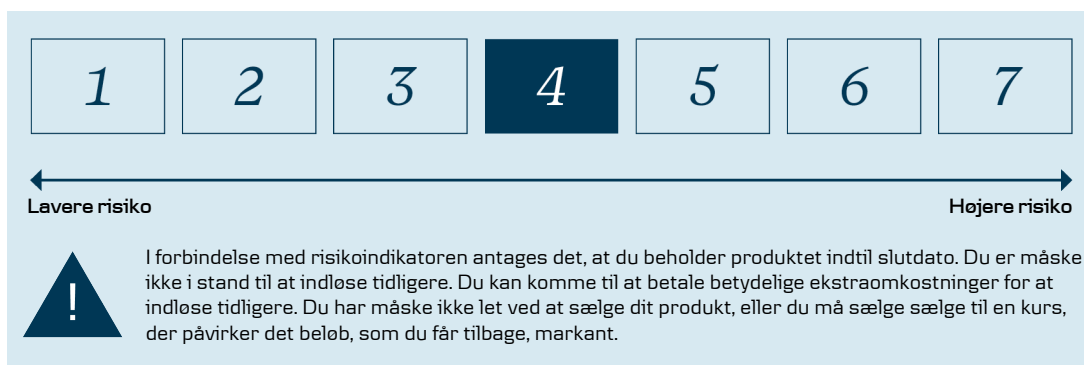 1 2 3 4 5 6 7
Lavere risiko Højere risiko
! I forbindelse med risikoindikatoren antages det, at du beholder produktet indtil slutdato. Du er måske
ikke i stand til at indløse tidligere. Du kan komme til at betale betydelige ekstraomkostninger for at
indløse tidligere. Du har måske ikke let ved at sælge dit produkt, eller du må sælge sælge til en kurs,
der påvirker det beløb, som du får tilbage, markant.